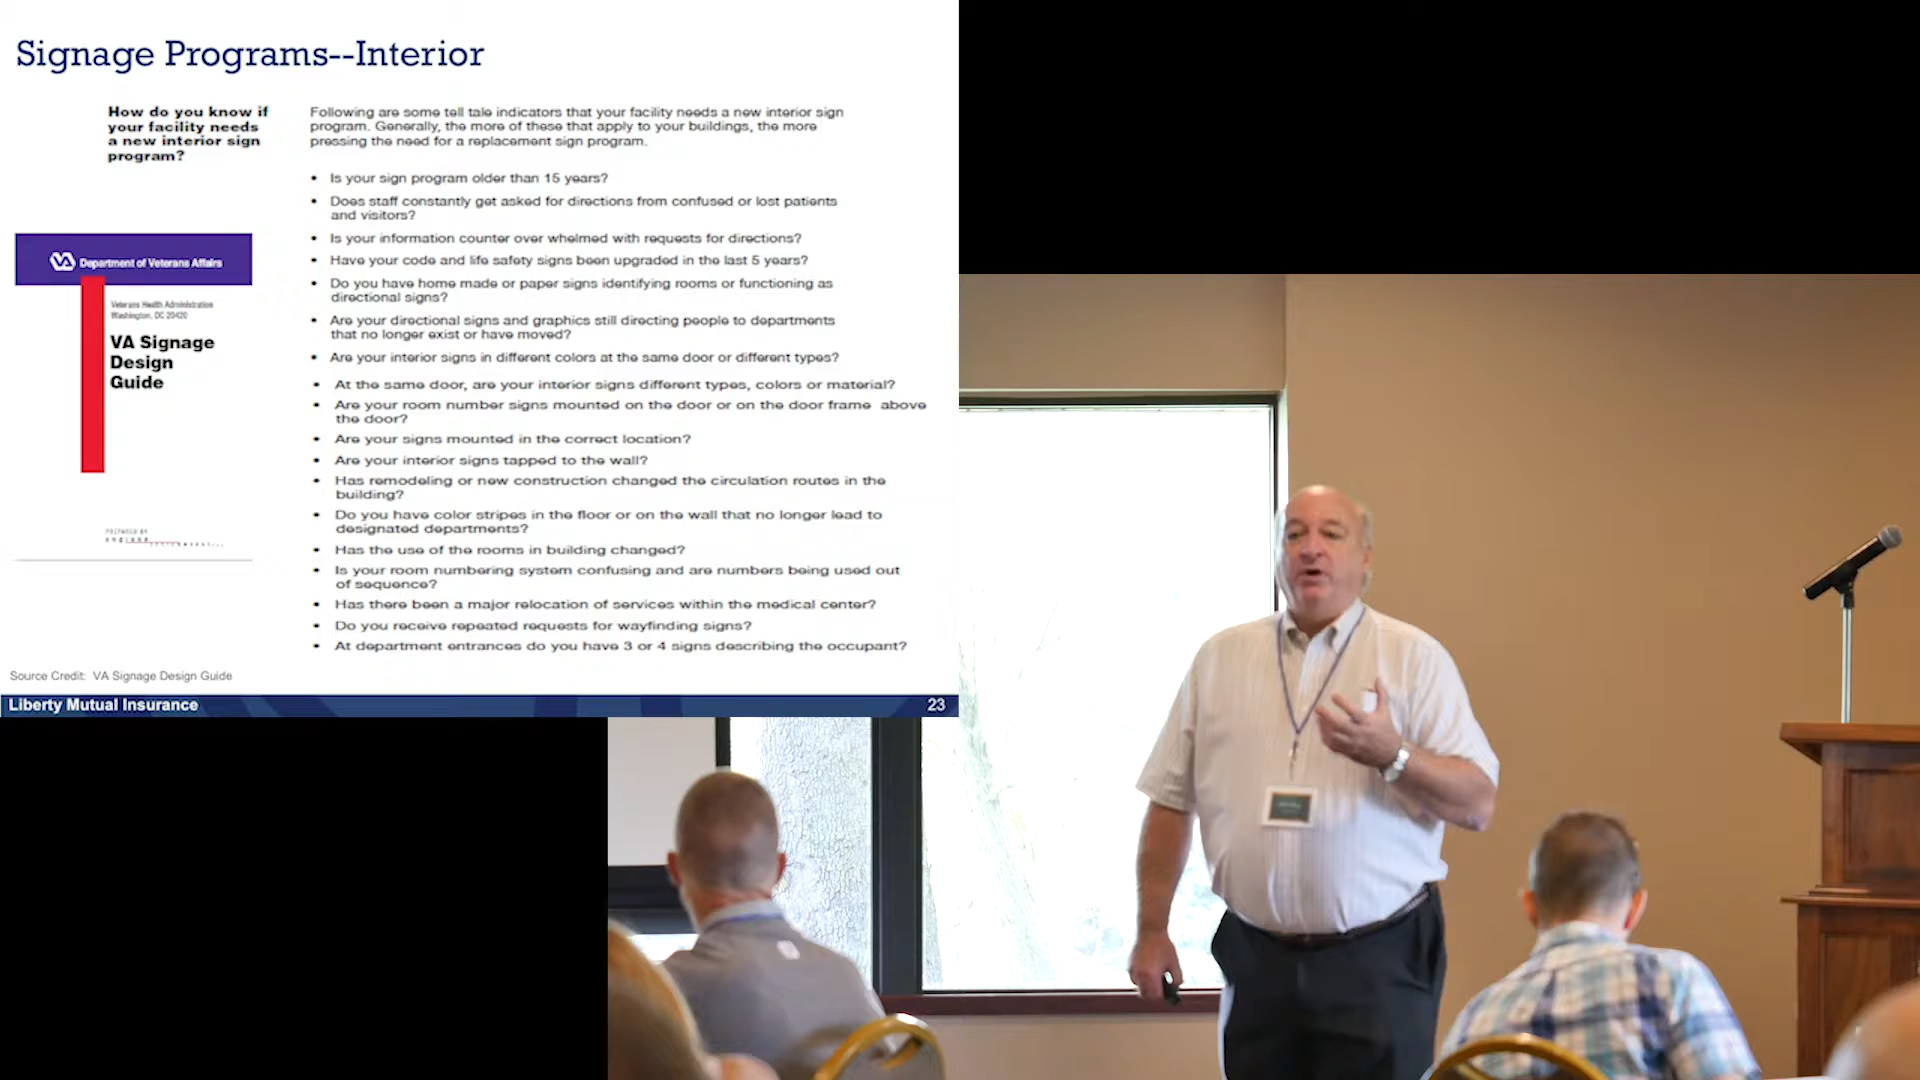 Signage Programs--Interior
How do you know if
your facility needs
a new interior sign
program?
Following are some tell tale indicators that your facility needs a new interior sign
program. Generally, the more of these that apply to your buildings, the more
pressing the need for a replacement sign program.
• Is your sign program older than 15 years?
• Does staff constantly get asked for directions from confused or lost patients
and visitors?
• Is your information counter over whelmed with requests for directions?
• Have your code and life safety signs been upgraded in the last 5 years?
• Do you have home made or paper signs identifying rooms or functioning as
directional signs?
• Are your directional signs and graphics still directing people to departments
that no longer exist or have moved?
• Are your interior signs in different colors at the same door or different types?
• At the same door, are your interior signs different types, colors or material?
• Are your room number signs mounted on the door or on the door frame above
the door?
• Are your signs mounted in the correct location?
• Are your interior signs tapped to the wall?
• Has remodeling or new construction changed the circulation routes in the
building?
• Do you have color stripes in the floor or on the wall that no longer lead to
designated departments?
• Has the use of the rooms in building changed?
• Is your room numbering system confusing and are numbers being used out
of sequence?
• Has there been a major relocation of services within the medical center?
• Do you receive repeated requests for wayfinding signs?
• At department entrances do you have 3 or 4 signs describing the occupant?
VA Department of Veterans Affairs
Veterans Health Administration
Washington, DC 20420
VA Signage
Design
Guide
PREPARED BY
Source Credit: VA Signage Design Guide
Liberty Mutual Insurance
23